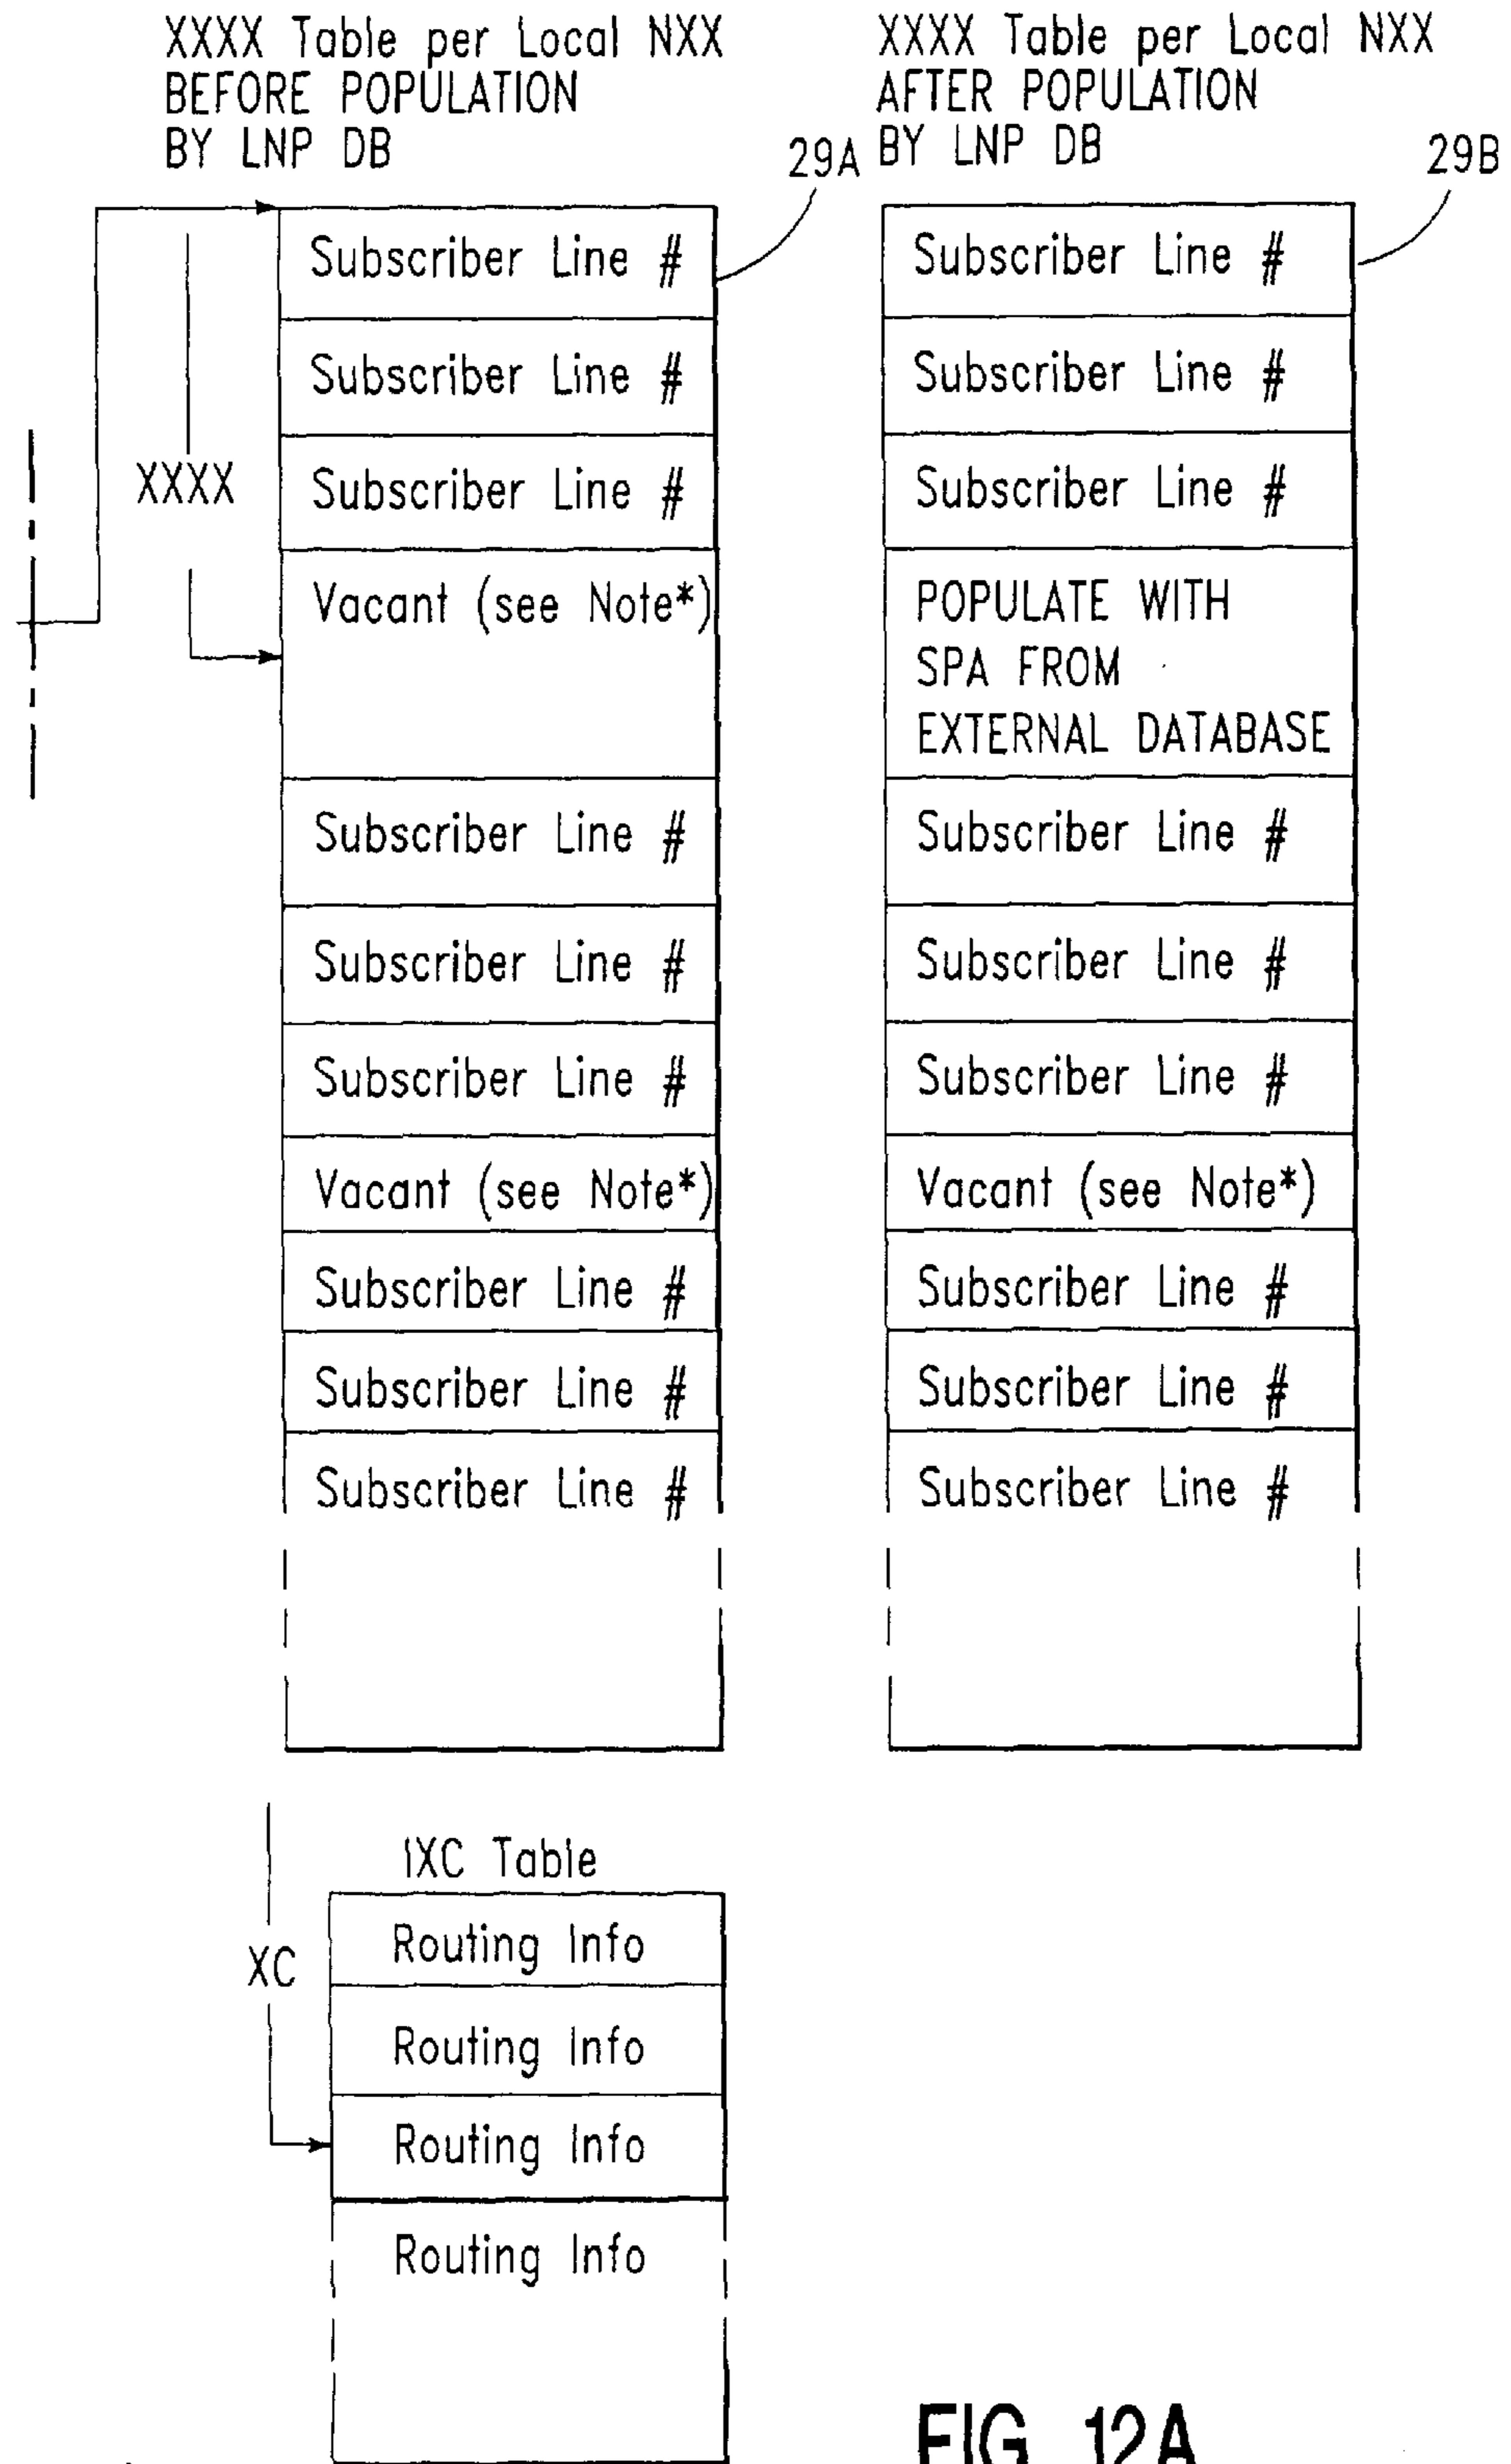 XXXX Table per Local NXX
BEFORE POPULATION
BY LNP DB
XXXX Table per Local NXX
AFTER POPULATION
BY LNP DB
29A
29B
XXXX
Subscriber Line #
Subscriber Line #
Subscriber Line #
Vacant (see Note*)
Subscriber Line #
Subscriber Line #
Subscriber Line #
Vacant (see Note*)
Subscriber Line #
Subscriber Line #
Subscriber Line #
Subscriber Line #
Subscriber Line #
Subscriber Line #
POPULATE WITH
SPA FROM
EXTERNAL DATABASE
Subscriber Line #
Subscriber Line #
Subscriber Line #
Vacant (see Note*)
Subscriber Line #
Subscriber Line #
Subscriber Line #
IXC Table
XC
Routing Info
Routing Info
Routing Info
Routing Info
FIG. 12A